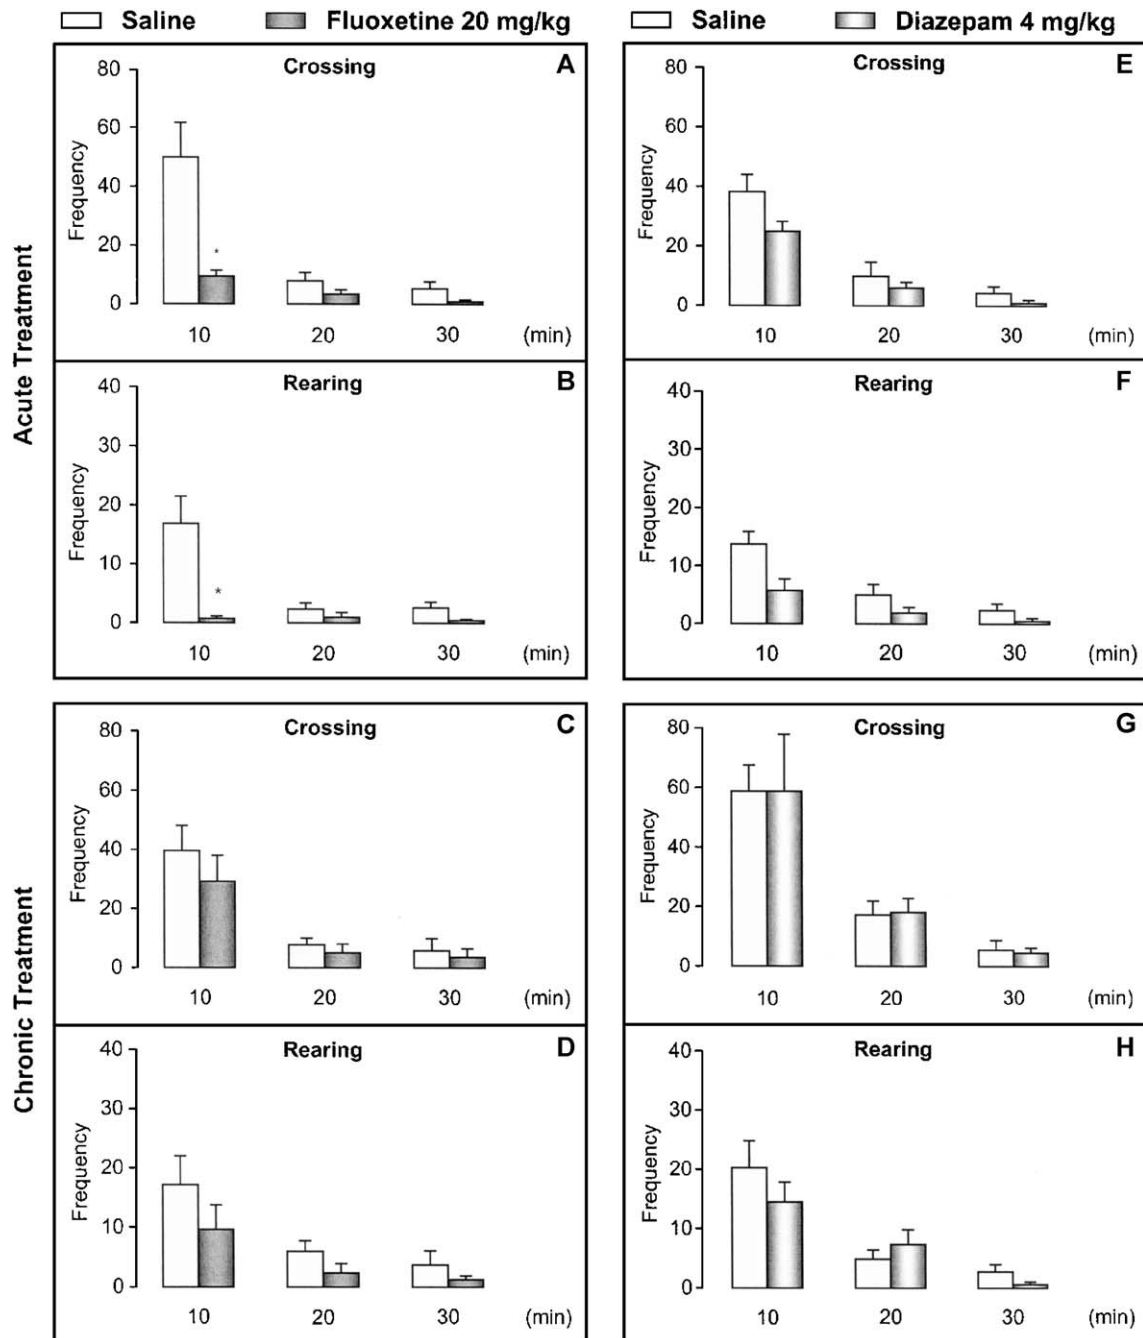 Saline Fluoxetine 20 mg/kg
Saline Diazepam 4 mg/kg
Acute Treatment
Crossing A
Frequency
80
60
40
20
0
10 20 30 (min)
Rearing B
Frequency
40
30
20
10
0
10 20 30 (min)
Crossing E
Frequency
80
60
40
20
0
10 20 30 (min)
Rearing F
Frequency
40
30
20
10
0
10 20 30 (min)
Chronic Treatment
Crossing C
Frequency
80
60
40
20
0
10 20 30 (min)
Rearing D
Frequency
40
30
20
10
0
10 20 30 (min)
Crossing G
Frequency
80
60
40
20
0
10 20 30 (min)
Rearing H
Frequency
40
30
20
10
0
10 20 30 (min)